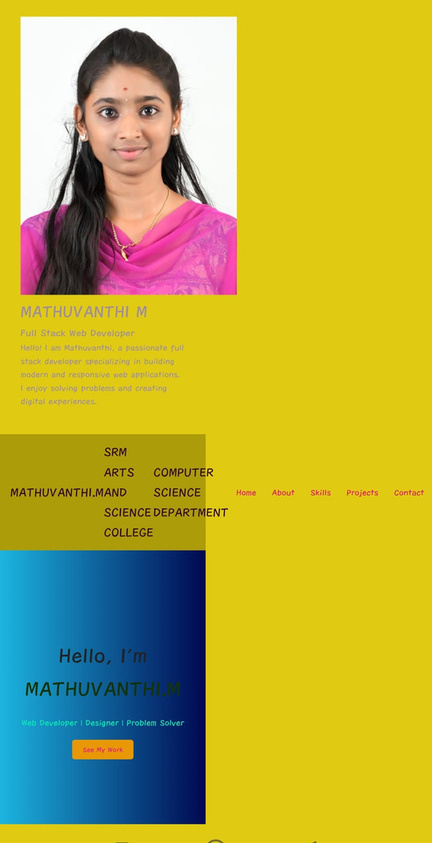 MATHUVANTHI M
Full Stack Web Developer
Hello! I am Mathuvanthi, a passionate full
stack developer specializing in building
modern and responsive web applications.
I enjoy solving problems and creating
digital experiences.
SRM
ARTS COMPUTER
MATHUVANTHI.M AND SCIENCE Home About Skills Projects Contact
SCIENCE DEPARTMENT
COLLEGE
Hello, I'm
MATHUVANTHI.M
Web Developer | Designer | Problem Solver
See My Work